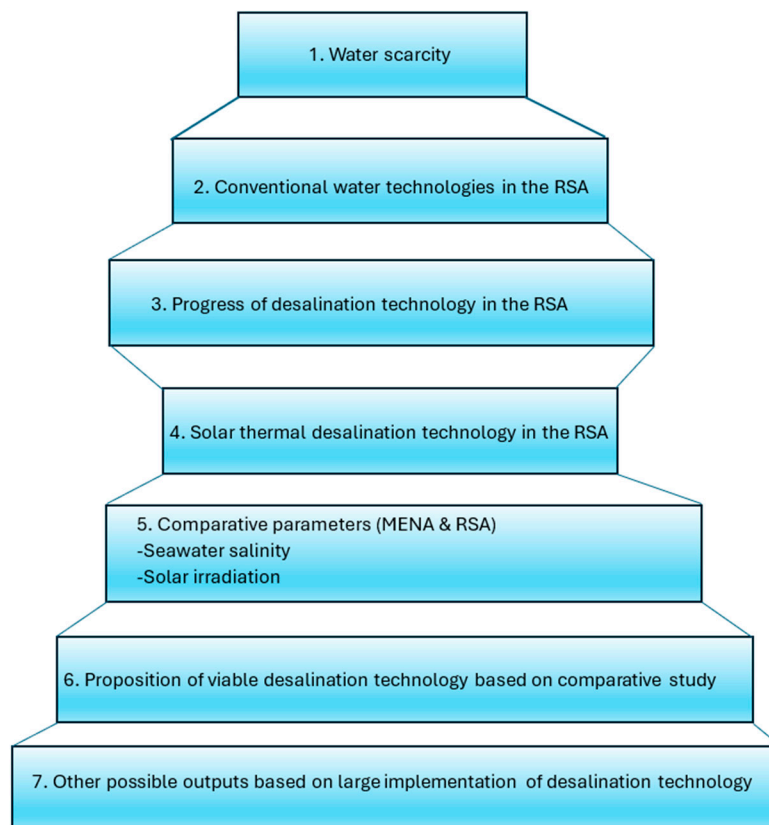 1. Water scarcity
2. Conventional water technologies in the RSA
3. Progress of desalination technology in the RSA
4. Solar thermal desalination technology in the RSA
5. Comparative parameters (MENA & RSA)
-Seawater salinity
-Solar irradiation
6. Proposition of viable desalination technology based on comparative study
7. Other possible outputs based on large implementation of desalination technology